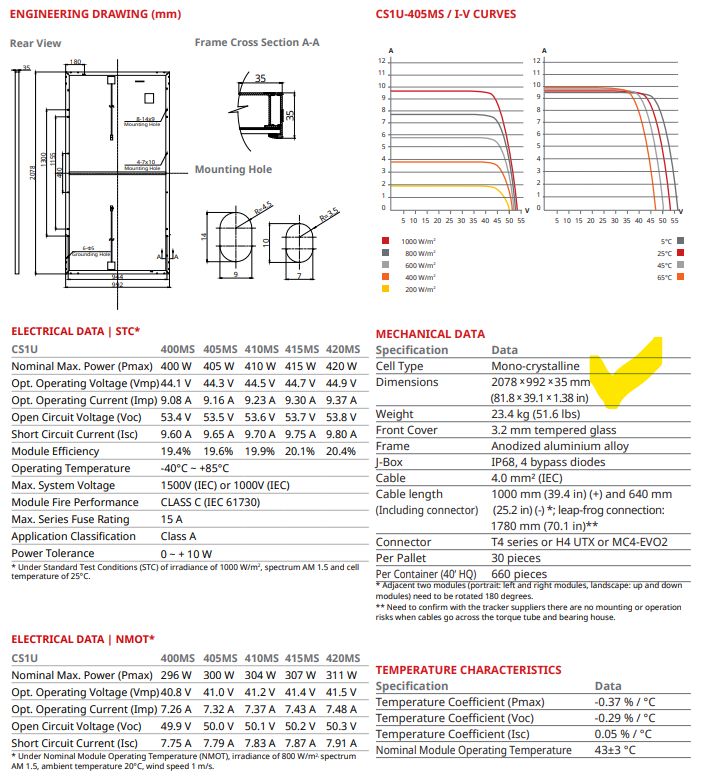 ENGINEERING DRAWING (mm)
Rear View
Frame Cross Section A-A
35
180
35
35
8-14x9
Mounting Hole
4-7x10
Mounting Hole
2078
1300
1155
6-Φ5
Grounding Hole
A
A
944
992
Mounting Hole
R=4.5
14
9
R=3.5
10
7
CS1U-405MS / I-V CURVES
A
12
11
10
9
8
7
6
5
4
3
2
1
0
5 10 15 20 25 30 35 40 45 50 55
V
1000 W/m²
800 W/m²
600 W/m²
400 W/m²
200 W/m²
A
12
11
10
9
8
7
6
5
4
3
2
1
0
5 10 15 20 25 30 35 40 45 50 55
V
5℃
25℃
45℃
65℃
ELECTRICAL DATA | STC*
CS1U 400MS 405MS 410MS 415MS 420MS
Nominal Max. Power (Pmax) 400 W 405 W 410 W 415 W 420 W
Opt. Operating Voltage (Vmp) 44.1 V 44.3 V 44.5 V 44.7 V 44.9 V
Opt. Operating Current (Imp) 9.08 A 9.16 A 9.23 A 9.30 A 9.37 A
Open Circuit Voltage (Voc) 53.4 V 53.5 V 53.6 V 53.7 V 53.8 V
Short Circuit Current (Isc) 9.60 A 9.65 A 9.70 A 9.75 A 9.80 A
Module Efficiency 19.4% 19.6% 19.9% 20.1% 20.4%
Operating Temperature -40°C ~ +85°C
Max. System Voltage 1500V (IEC) or 1000V (IEC)
Module Fire Performance CLASS C (IEC 61730)
Max. Series Fuse Rating 15 A
Application Classification Class A
Power Tolerance 0 ~ + 10 W
* Under Standard Test Conditions (STC) of irradiance of 1000 W/m², spectrum AM 1.5 and cell
temperature of 25°C.
ELECTRICAL DATA | NMOT*
CS1U 400MS 405MS 410MS 415MS 420MS
Nominal Max. Power (Pmax) 296 W 300 W 304 W 307 W 311 W
Opt. Operating Voltage (Vmp) 40.8 V 41.0 V 41.2 V 41.4 V 41.5 V
Opt. Operating Current (Imp) 7.26 A 7.32 A 7.37 A 7.43 A 7.48 A
Open Circuit Voltage (Voc) 49.9 V 50.0 V 50.1 V 50.2 V 50.3 V
Short Circuit Current (Isc) 7.75 A 7.79 A 7.83 A 7.87 A 7.91 A
* Under Nominal Module Operating Temperature (NMOT), irradiance of 800 W/m², spectrum
AM 1.5, ambient temperature 20°C, wind speed 1 m/s.
MECHANICAL DATA
Specification Data
Cell Type Mono-crystalline
Dimensions 2078 ×992 ×35 mm
(81.8 ×39.1 ×1.38 in)
Weight 23.4 kg (51.6 lbs)
Front Cover 3.2 mm tempered glass
Frame Anodized aluminium alloy
J-Box IP68, 4 bypass diodes
Cable 4.0 mm² (IEC)
Cable length 1000 mm (39.4 in) (+) and 640 mm
(Including connector) (25.2 in) (-) *; leap-frog connection:
1780 mm (70.1 in)**
Connector T4 series or H4 UTX or MC4-EVO2
Per Pallet 30 pieces
Per Container (40' HQ) 660 pieces
* Adjacent two modules (portrait: left and right modules, landscape: up and down
modules) need to be rotated 180 degrees.
** Need to confirm with the tracker suppliers there are no mounting or operation
risks when cables go across the torque tube and bearing house.
TEMPERATURE CHARACTERISTICS
Specification Data
Temperature Coefficient (Pmax) -0.37 % / °C
Temperature Coefficient (Voc) -0.29 % / °C
Temperature Coefficient (Isc) 0.05 % / °C
Nominal Module Operating Temperature 43±3 °C